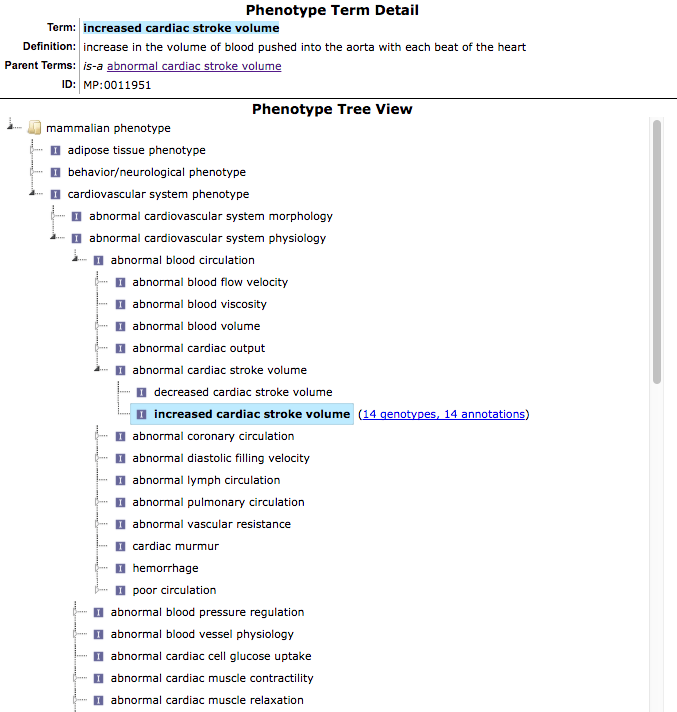 Phenotype Term Detail
Term: increased cardiac stroke volume
Definition: increase in the volume of blood pushed into the aorta with each beat of the heart
Parent Terms: is-a abnormal cardiac stroke volume
ID: MP:0011951
Phenotype Tree View
mammalian phenotype
adipose tissue phenotype
behavior/neurological phenotype
cardiovascular system phenotype
abnormal cardiovascular system morphology
abnormal cardiovascular system physiology
abnormal blood circulation
abnormal blood flow velocity
abnormal blood viscosity
abnormal blood volume
abnormal cardiac output
abnormal cardiac stroke volume
decreased cardiac stroke volume
increased cardiac stroke volume (14 genotypes, 14 annotations)
abnormal coronary circulation
abnormal diastolic filling velocity
abnormal lymph circulation
abnormal pulmonary circulation
abnormal vascular resistance
cardiac murmur
hemorrhage
poor circulation
abnormal blood pressure regulation
abnormal blood vessel physiology
abnormal cardiac cell glucose uptake
abnormal cardiac muscle contractility
abnormal cardiac muscle relaxation